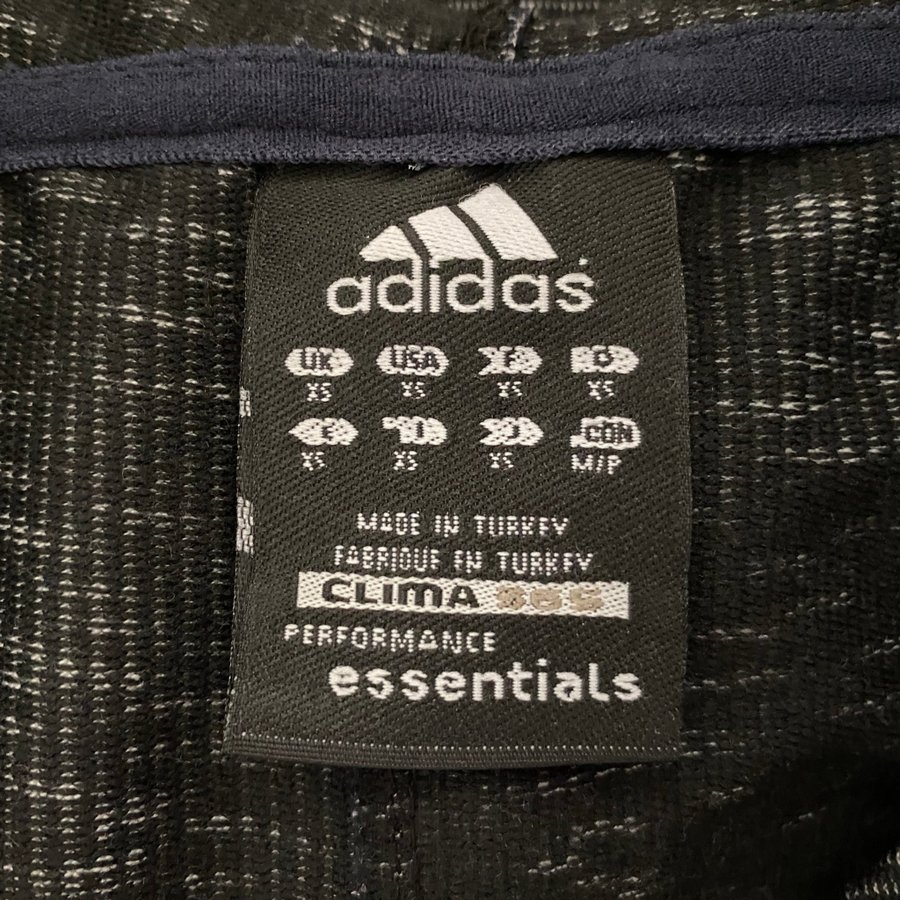 adidas
UK USA F D
XS XS XS XS
E I J CDN
XS XS XS M/P
MADE IN TURKEY
FABRIQUE EN TURKEY
CLIMA 365
PERFORMANCE
essentials